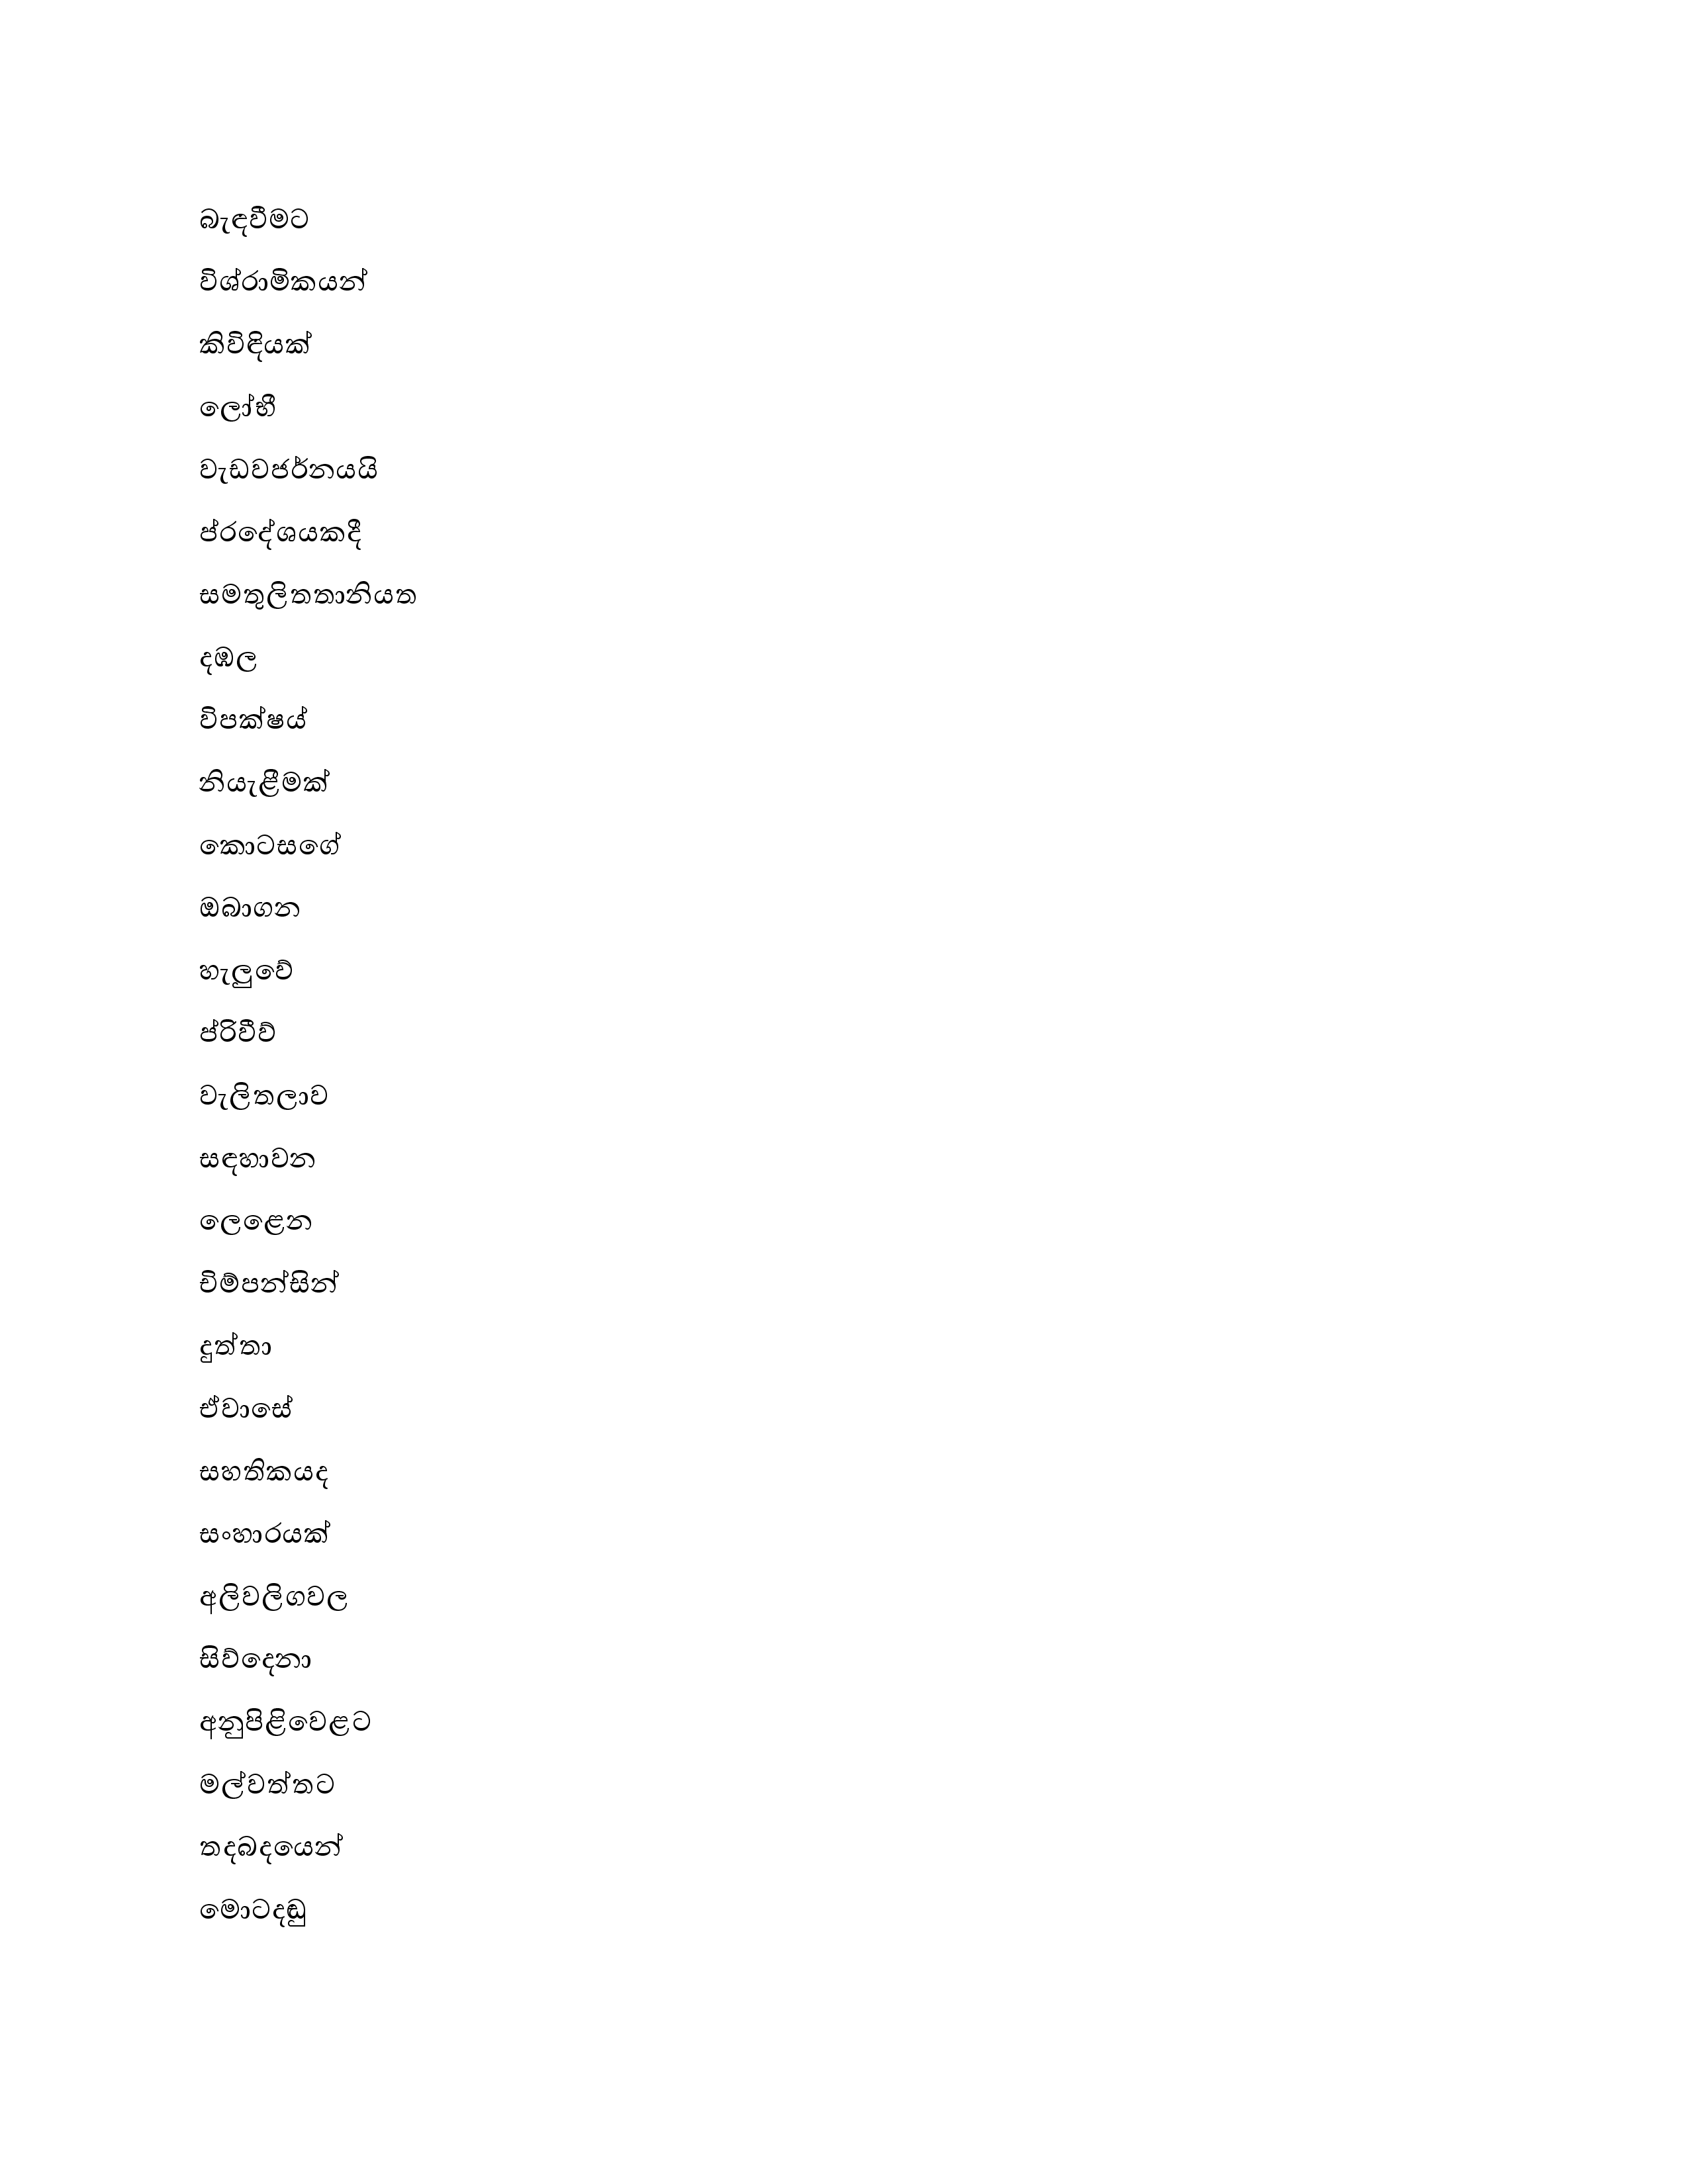 බැඳවීමට
විශ්රාමිකයන්
කිවිඳියක්
ලෝභී
වැඩවජර්නයයි
ප්රදේශයකදී
සමතුලිතතානියත
දඹල
විපක්ෂය්
නියැළීමක්
කොටසගේ
ඔබාගන
හැලුවේ
ප්රිවීව්
වැලිතලාව
සඳහාවන
ලෙළෙන
චිම්පන්සින්
දුත්තා
ඒවාසේ
සහතිකයද
සංහාරයක්
අලිවලිගවල
සිව්දෙනා
අනුපිළිවෙළට
මල්වත්තට
තදබදයෙන්
මොටදඬු